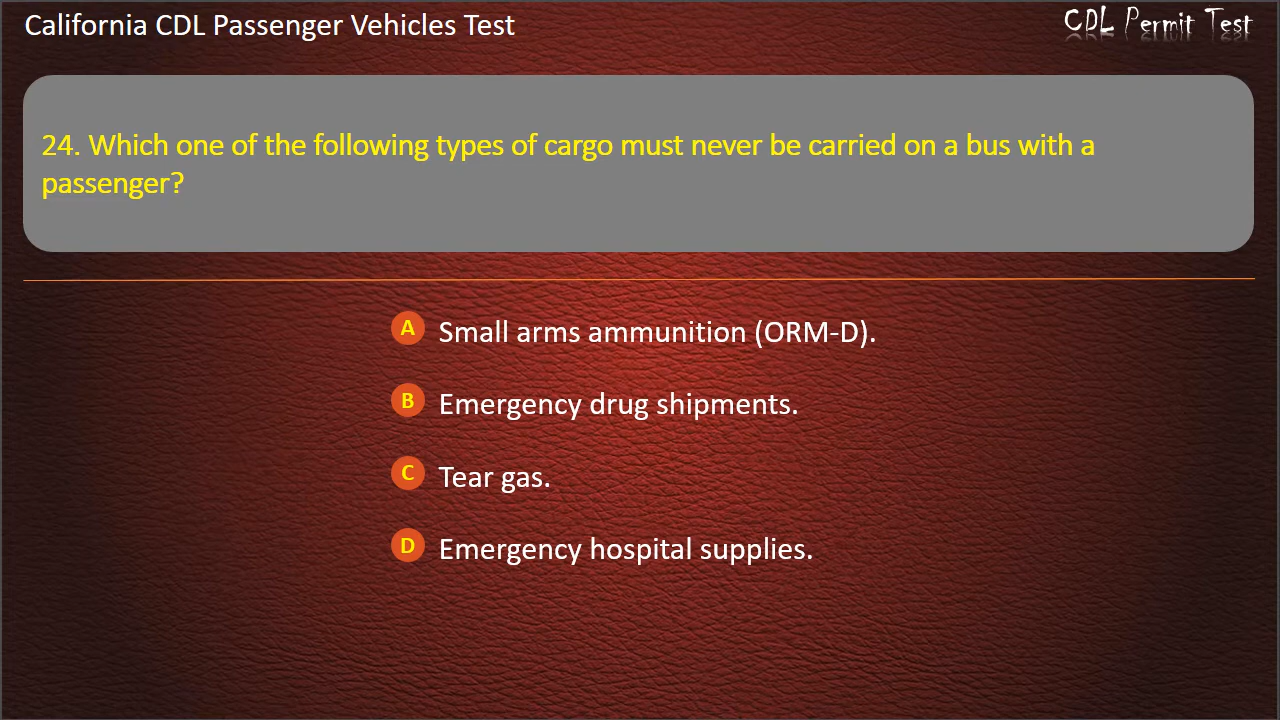 California CDL Passenger Vehicles Test
CDL Permit Test
24. Which one of the following types of cargo must never be carried on a bus with a
passenger?
A Small arms ammunition (ORM-D).
B Emergency drug shipments.
C Tear gas.
D Emergency hospital supplies.